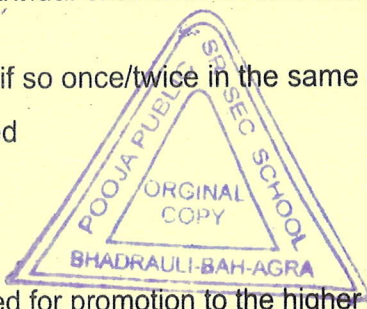 if so once/twice in the same
ed
POOJA PUBLIC SR. SEC SCHOOL
ORGINAL
COPY
BHADRAULI-BAH-AGRA
ed for promotion to the higher